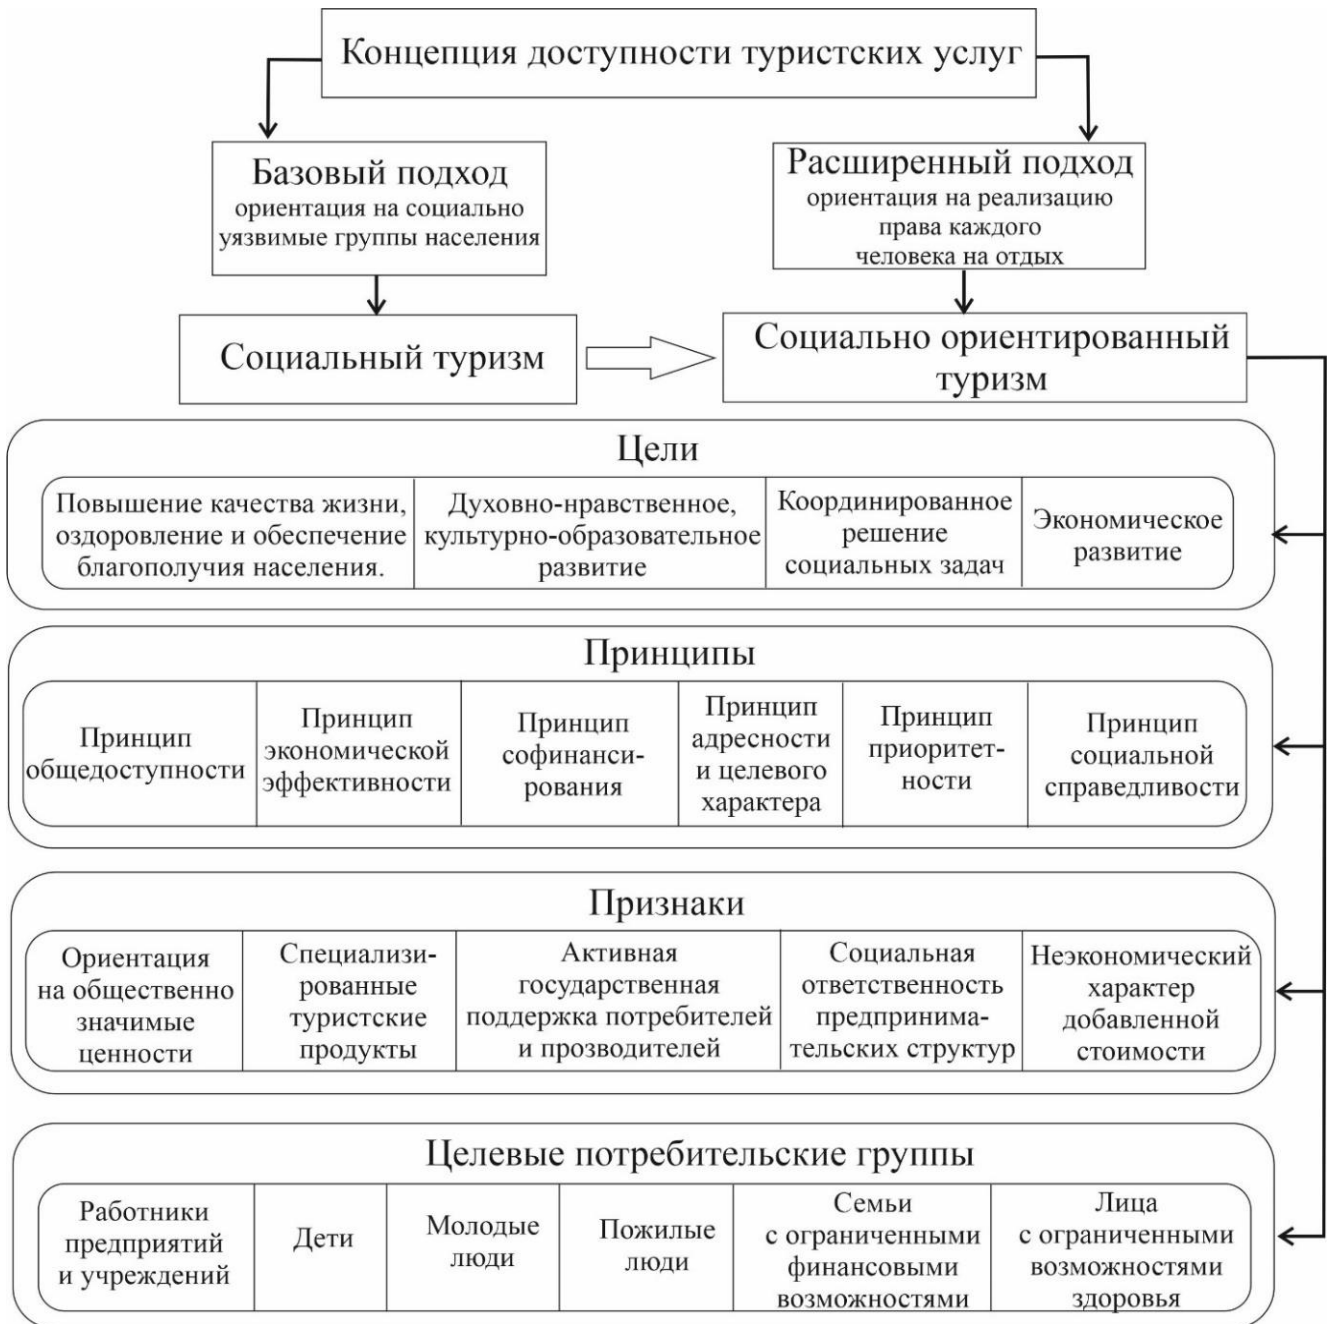 Концепция доступности туристских услуг
Базовый подход
ориентация на социально
уязвимые группы населения
Расширенный подход
ориентация на реализацию
права каждого
человека на отдых
Социальный туризм
Социально ориентированный
туризм
Цели
Повышение качества жизни,
оздоровление и обеспечение
благополучия населения.
Духовно-нравственное,
культурно-образовательное
развитие
Координированное
решение
социальных задач
Экономическое
развитие
Принципы
Принцип
общедоступности
Принцип
экономической
эффективности
Принцип
софинанси-
рования
Принцип
адресности
и целевого
характера
Принцип
приоритет-
ности
Принцип
социальной
справедливости
Признаки
Ориентация
на общественно
значимые
ценности
Специализи-
рованные
туристские
продукты
Активная
государственная
поддержка потребителей
и прозводителей
Социальная
ответственность
предпринима-
тельских структур
Неэкономический
характер
добавленной
стоимости
Целевые потребительские группы
Работники
предприятий
и учреждений
Дети
Молодые
люди
Пожилые
люди
Семьи
с ограниченными
финансовыми
возможностями
Лица
с ограниченными
возможностями
здоровья